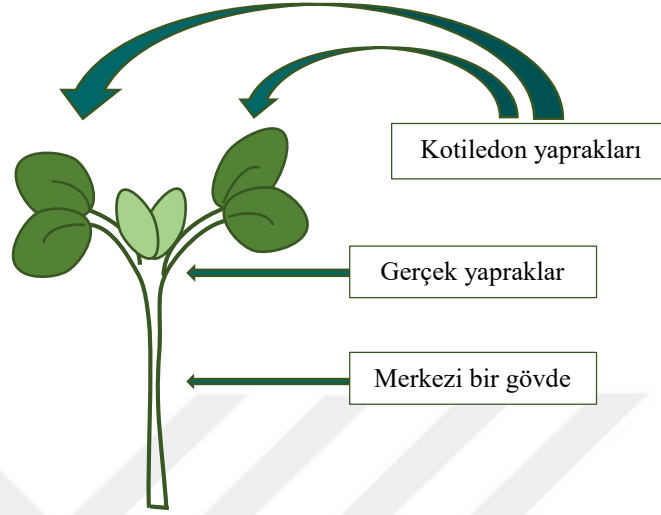 Kotiledon yaprakları
Gerçek yapraklar
Merkezi bir gövde